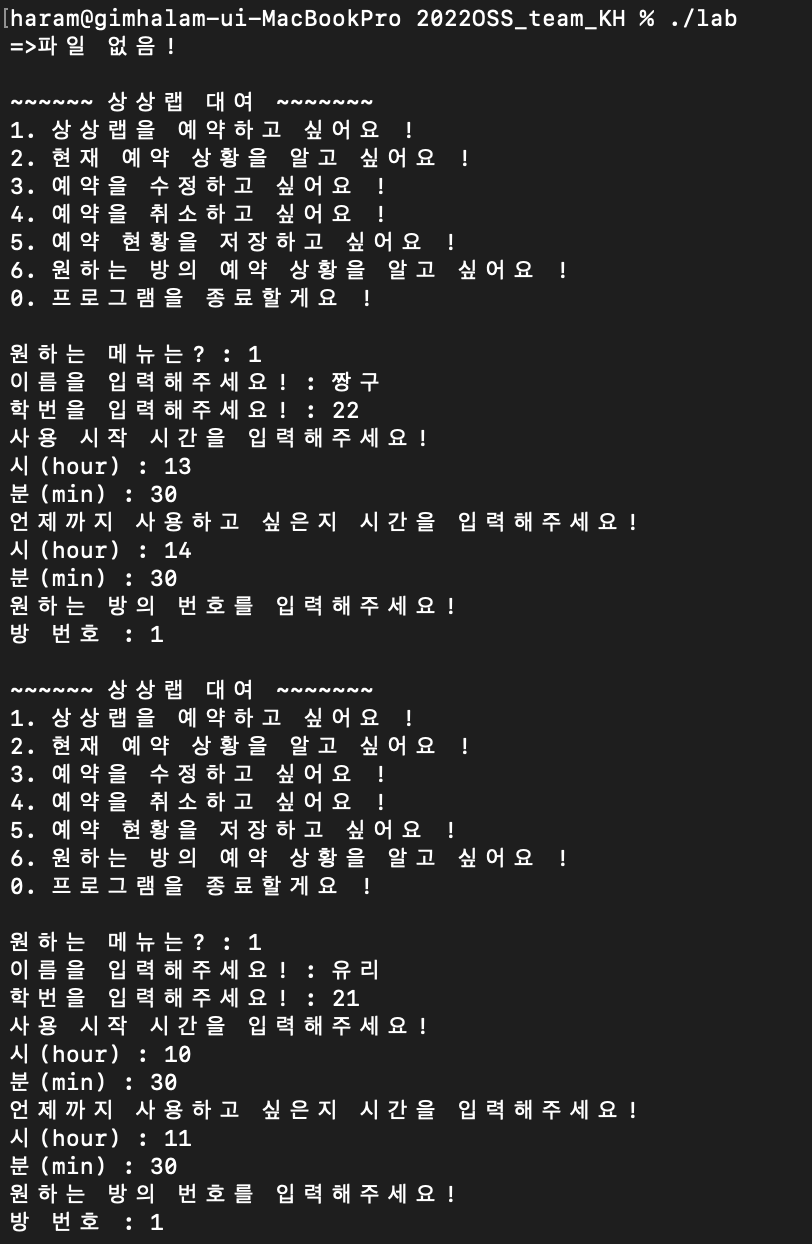 [haram@gimhalam-ui-MacBookPro 2022OSS_team_KH % ./lab
=>파일 없음!
~~~~~~ 상상랩 대여 ~~~~~~~
1. 상상랩을 예약하고 싶어요 !
2. 현재 예약 상황을 알고 싶어요 !
3. 예약을 수정하고 싶어요 !
4. 예약을 취소하고 싶어요 !
5. 예약 현황을 저장하고 싶어요 !
6. 원하는 방의 예약 상황을 알고 싶어요 !
0. 프로그램을 종료할게요 !
원하는 메뉴는? : 1
이름을 입력해주세요! : 짱구
학번을 입력해주세요! : 22
사용 시작 시간을 입력해주세요!
시(hour) : 13
분(min) : 30
언제까지 사용하고 싶은지 시간을 입력해주세요!
시(hour) : 14
분(min) : 30
원하는 방의 번호를 입력해주세요!
방 번호 : 1
~~~~~~ 상상랩 대여 ~~~~~~~
1. 상상랩을 예약하고 싶어요 !
2. 현재 예약 상황을 알고 싶어요 !
3. 예약을 수정하고 싶어요 !
4. 예약을 취소하고 싶어요 !
5. 예약 현황을 저장하고 싶어요 !
6. 원하는 방의 예약 상황을 알고 싶어요 !
0. 프로그램을 종료할게요 !
원하는 메뉴는? : 1
이름을 입력해주세요! : 유리
학번을 입력해주세요! : 21
사용 시작 시간을 입력해주세요!
시(hour) : 10
분(min) : 30
언제까지 사용하고 싶은지 시간을 입력해주세요!
시(hour) : 11
분(min) : 30
원하는 방의 번호를 입력해주세요!
방 번호 : 1